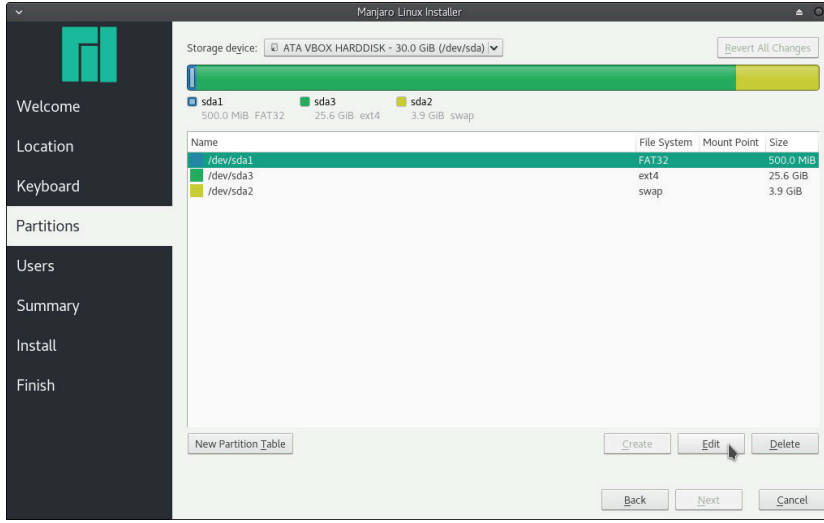 Manjaro Linux Installer
Welcome
Location
Keyboard
Partitions
Users
Summary
Install
Finish
Storage device: ATA VBOX HARDDISK - 30.0 GiB (/dev/sda)
Revert All Changes
sda1 sda3 sda2
500.0 MiB FAT32 25.6 GiB ext4 3.9 GiB swap
Name File System Mount Point Size
/dev/sda1 FAT32 500.0 MiB
/dev/sda3 ext4 25.6 GiB
/dev/sda2 swap 3.9 GiB
New Partition Table Create Edit Delete
Back Next Cancel